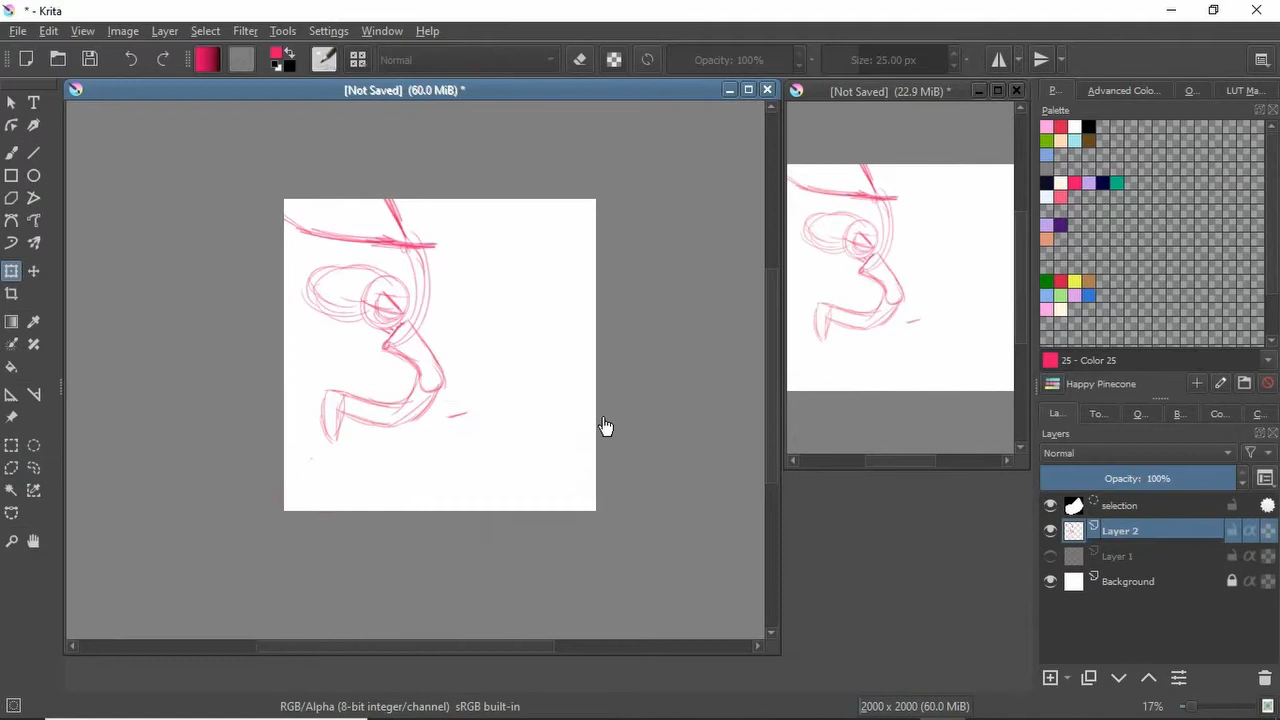 * - Krita
File Edit View Image Layer Select Filter Tools Settings Window Help
Normal Opacity: 100% Size: 25.00 px
[Not Saved] (60.0 MiB) *
[Not Saved] (22.9 MiB) *
P... Advanced Colo... O... LUT Ma...
Palette
25 - Color 25
Happy Pinecone
La... To... O... B... Co... C...
Layers
Normal
Opacity: 100%
selection
Layer 2
Layer 1
Background
RGB/Alpha (8-bit integer/channel) sRGB built-in
2000 x 2000 (60.0 MiB)
17%